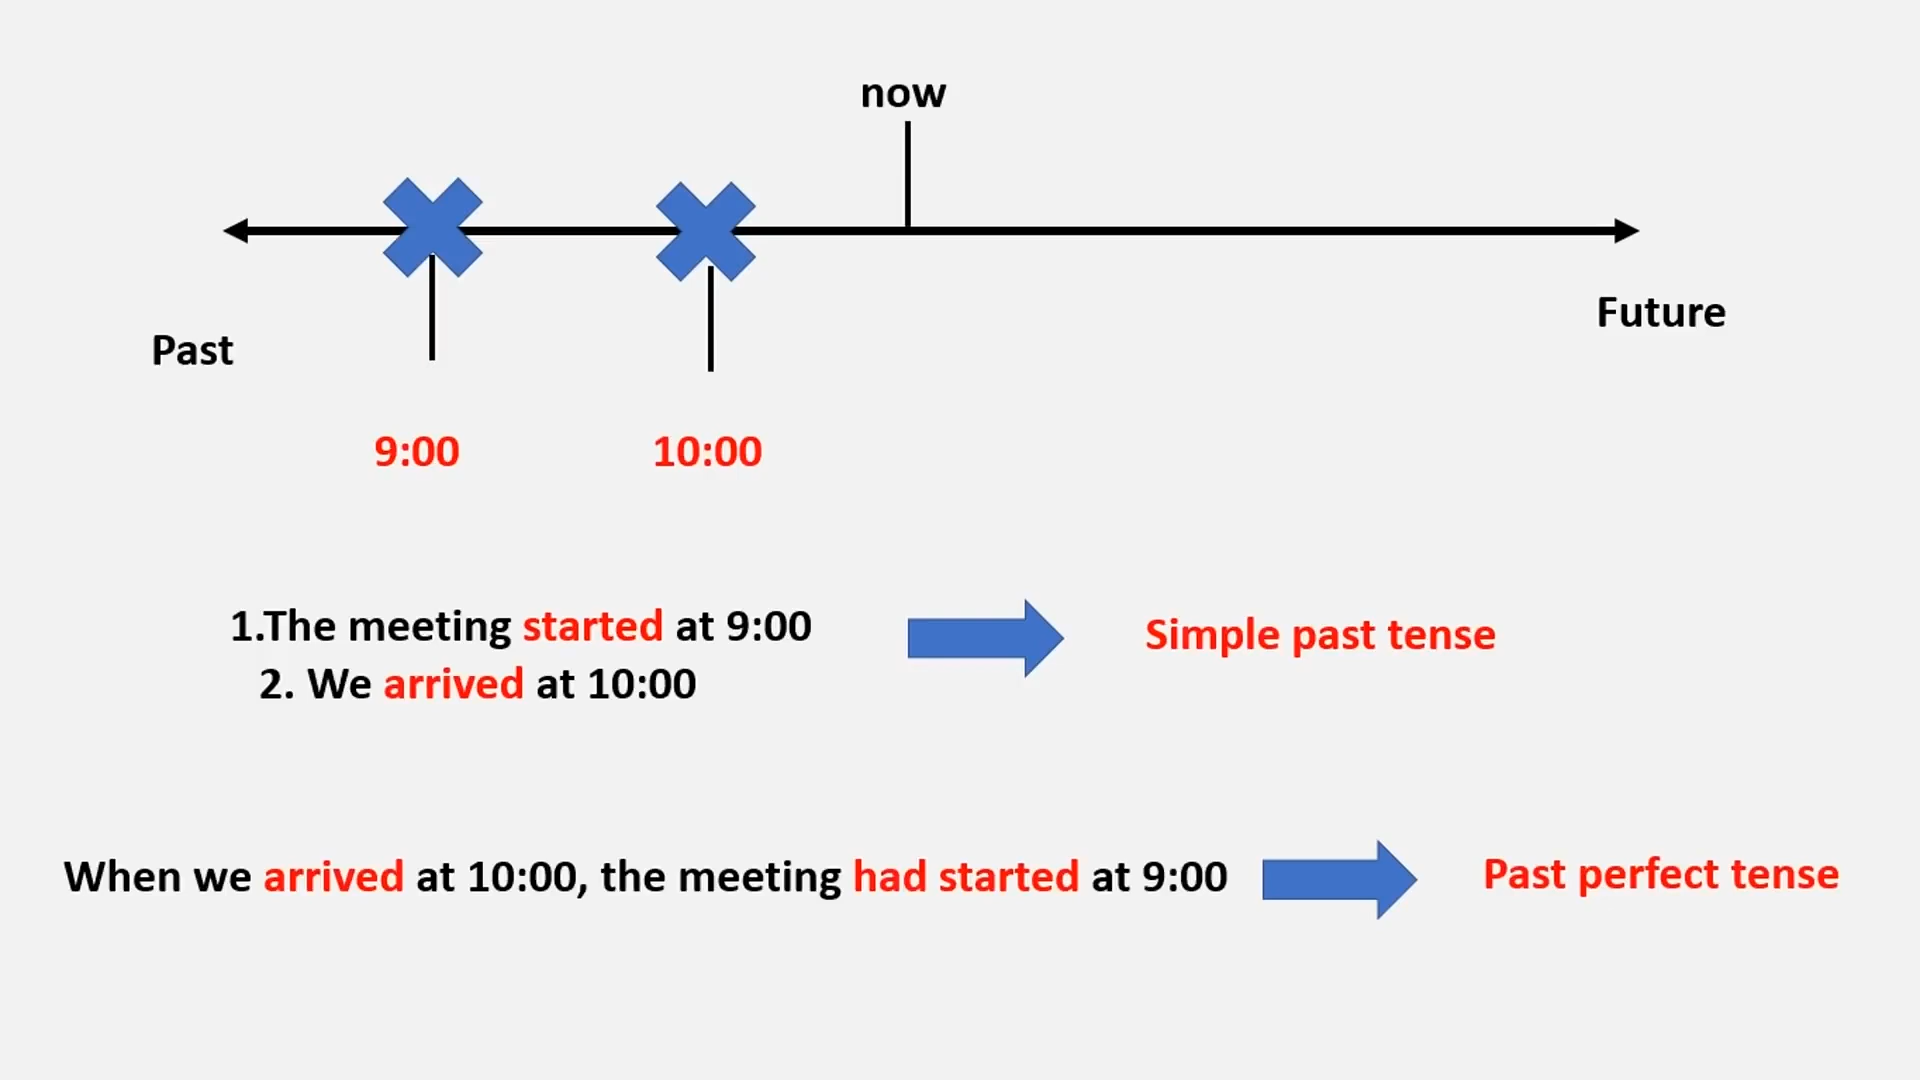 now
Past
Future
9:00
10:00
1.The meeting started at 9:00
2. We arrived at 10:00
Simple past tense
When we arrived at 10:00, the meeting had started at 9:00
Past perfect tense